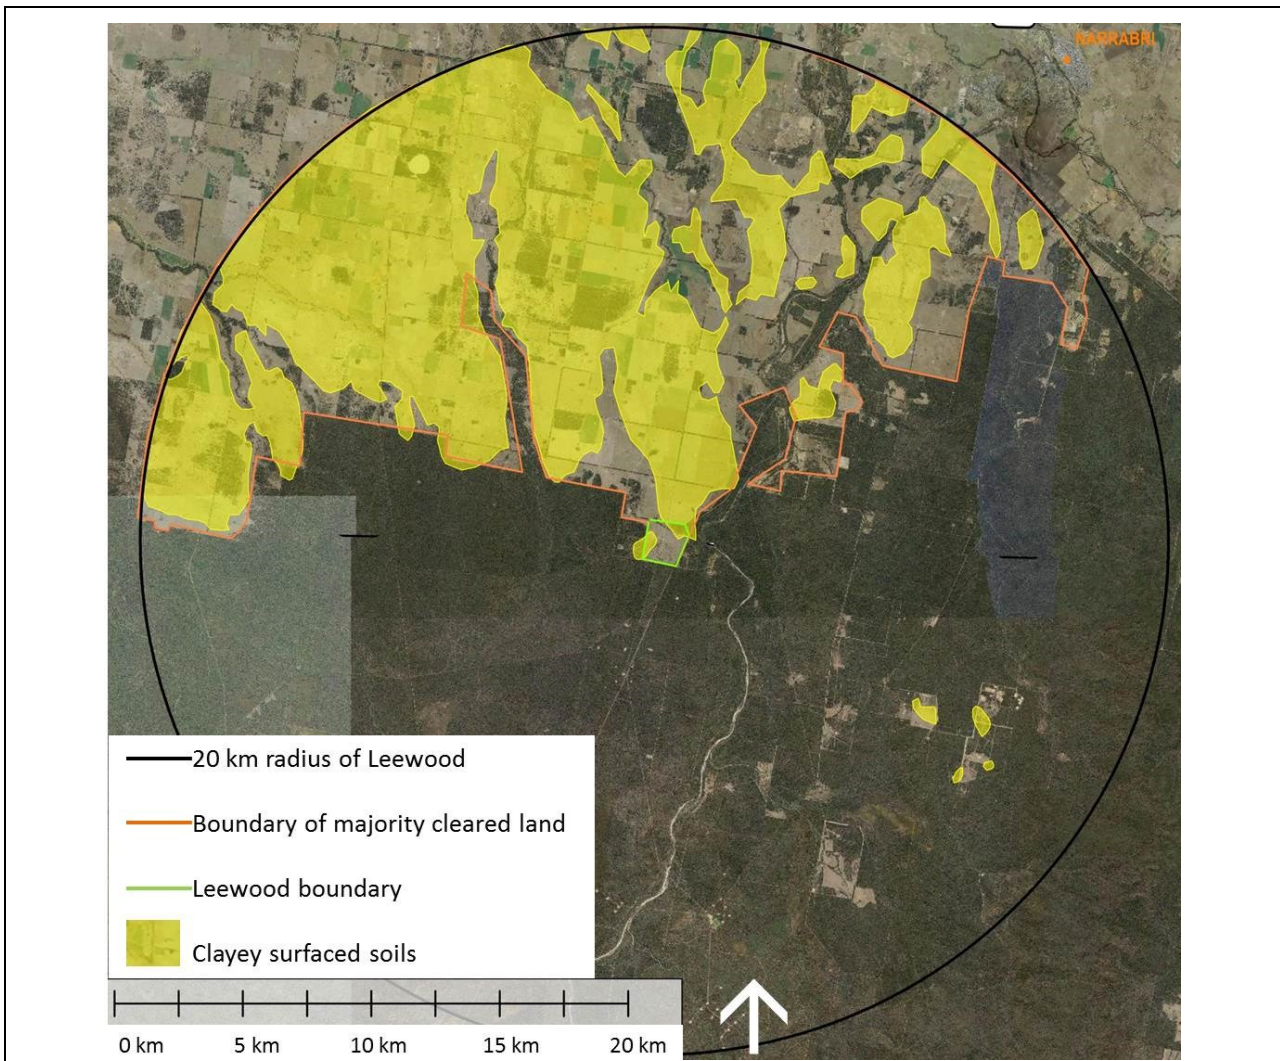 NARRABRI
20 km radius of Leewood
Boundary of majority cleared land
Leewood boundary
Clayey surfaced soils
0 km 5 km 10 km 15 km 20 km